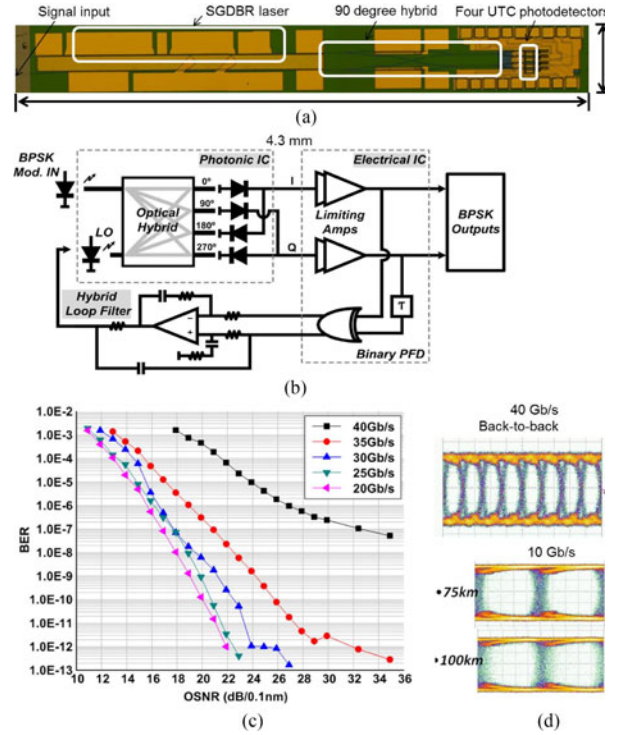 Signal input
SGDBR laser
90 degree hybrid
Four UTC photodetectors
(a)
4.3 mm
BPSK
Mod. IN
Photonic IC
Electrical IC
0°
I
90°
Optical
Hybrid
Limiting
Amps
BPSK
Outputs
LO
180°
270°
Q
Hybrid
Loop Filter
τ
−
+
Binary PFD
(b)
1.0E-2
1.0E-3
1.0E-4
1.0E-5
1.0E-6
1.0E-7
1.0E-8
1.0E-9
1.0E-10
1.0E-11
1.0E-12
1.0E-13
BER
40Gb/s
35Gb/s
30Gb/s
25Gb/s
20Gb/s
10 12 14 16 18 20 22 24 26 28 30 32 34 36
OSNR (dB/0.1nm)
(c)
40 Gb/s
Back-to-back
10 Gb/s
75km
100km
(d)